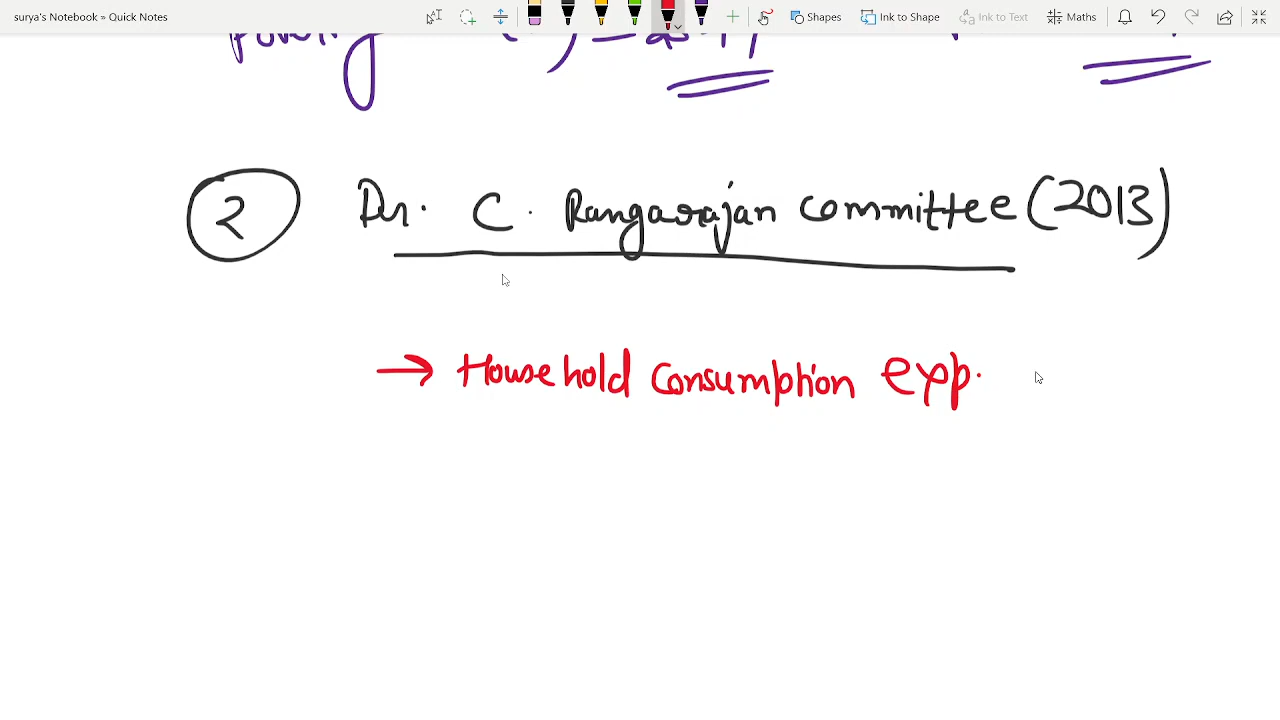 surya's Notebook » Quick Notes
Shapes Ink to Shape Ink to Text Maths
2 Dr. C. Rangarajan committee (2013)
→ Household Consumption exp.